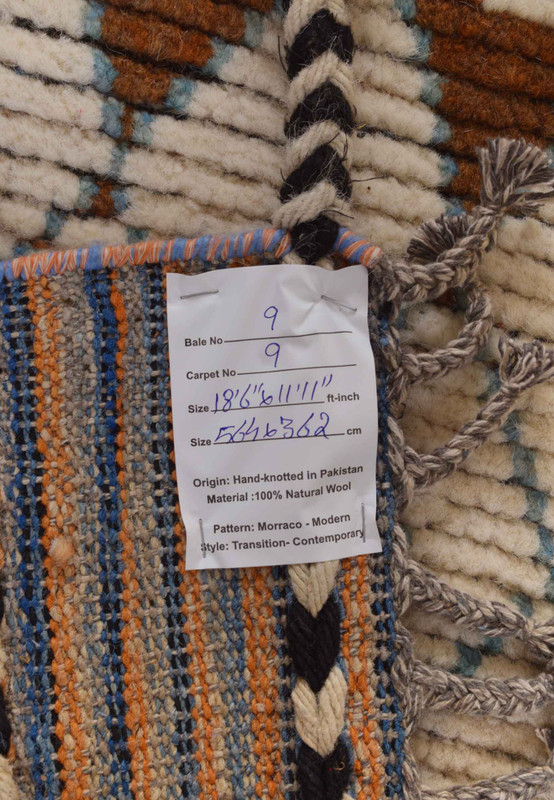 Bale No 9
Carpet No 9
Size 18'6"x11'11" ft-inch
Size 564x362 cm
Origin: Hand-knotted in Pakistan
Material :100% Natural Wool
Pattern: Morraco - Modern
Style: Transition- Contemporary